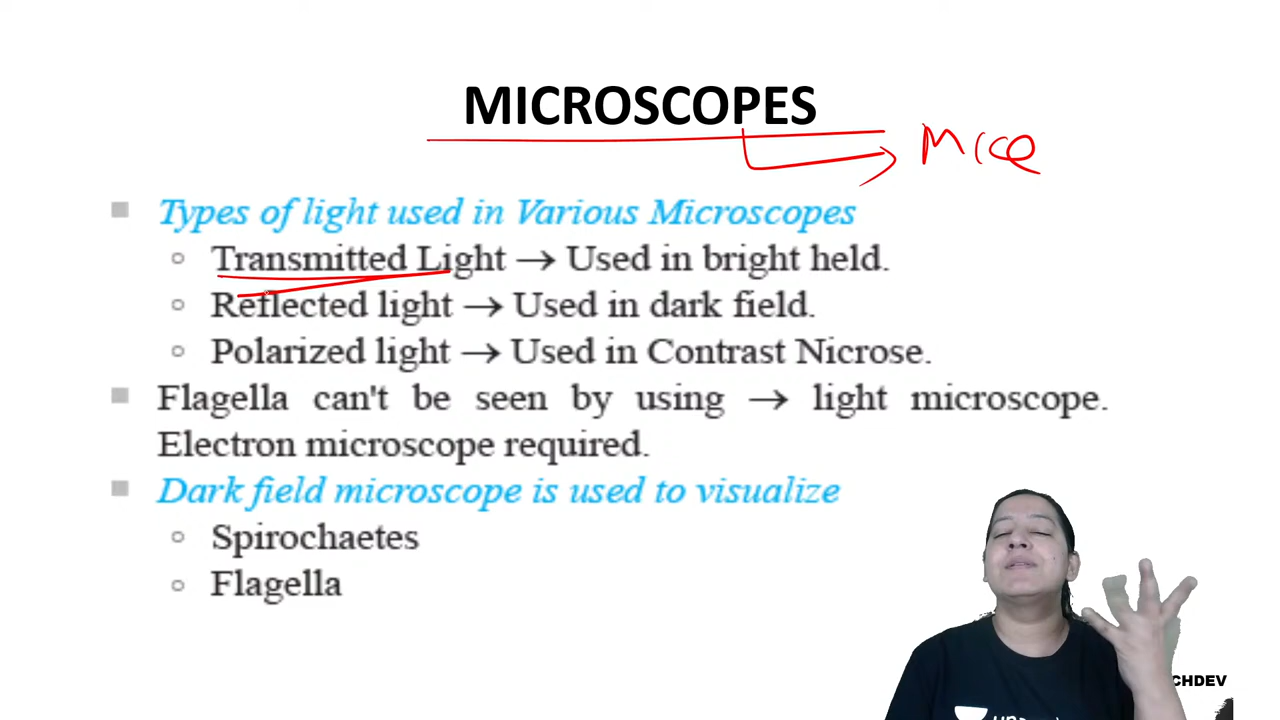 MICROSCOPES
Mice
Types of light used in Various Microscopes
Transmitted Light → Used in bright held.
Reflected light → Used in dark field.
Polarized light → Used in Contrast Nicrose.
Flagella can't be seen by using → light microscope.
Electron microscope required.
Dark field microscope is used to visualize
Spirochaetes
Flagella
CHDEV